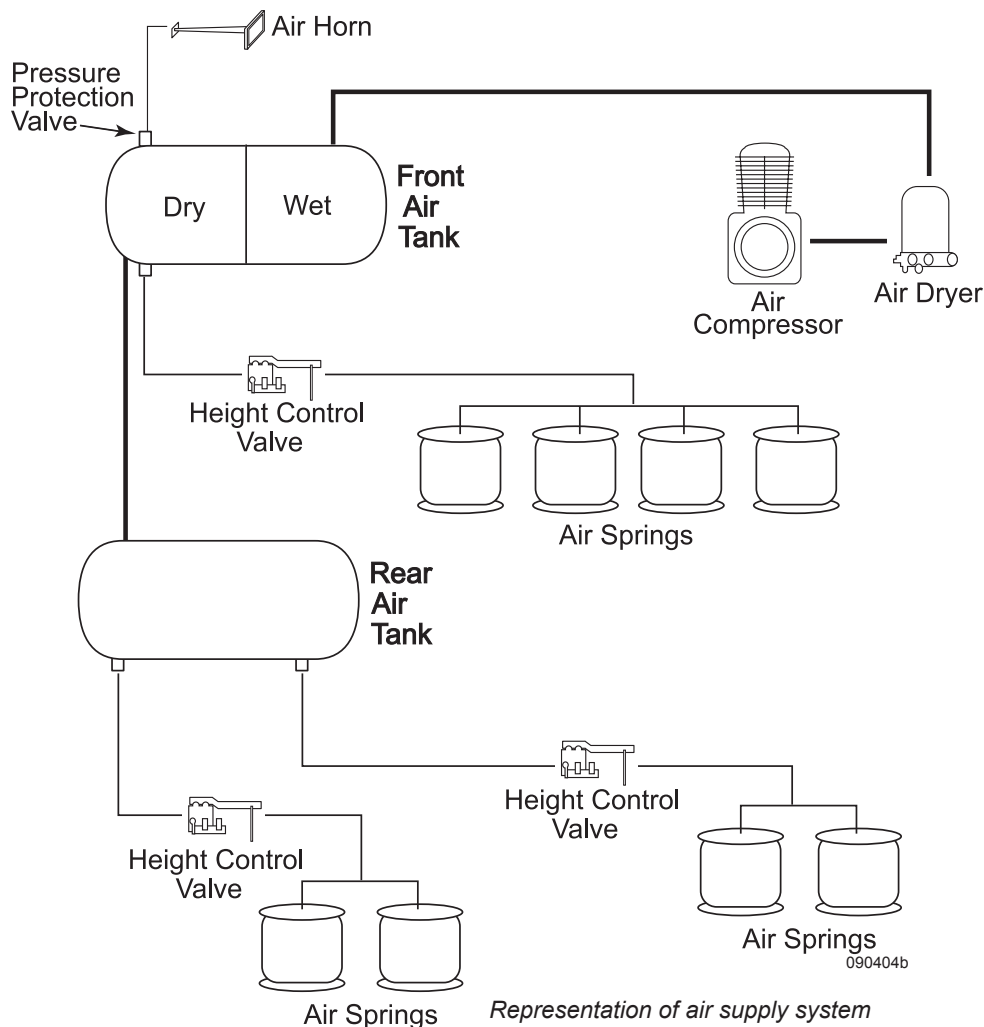 Air Horn
Pressure
Protection
Valve
Dry
Wet
Front
Air
Tank
Air
Compressor
Air Dryer
Height Control
Valve
Air Springs
Rear
Air
Tank
Height Control
Valve
Height Control
Valve
Air Springs
090404b
Air Springs
Representation of air supply system